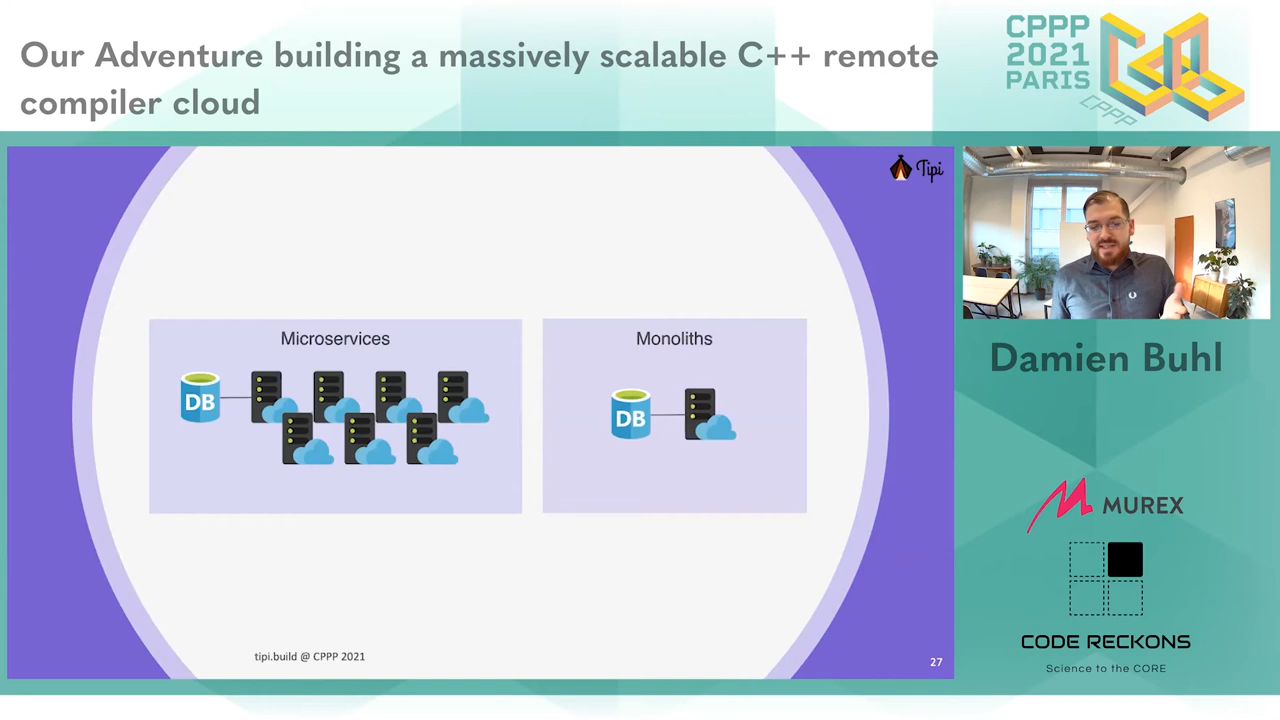 Our Adventure building a massively scalable C++ remote
compiler cloud
CPPP
2021
PARIS
CPPP
Tipi
Microservices
Monoliths
DB
DB
Damien Buhl
MUREX
CODE RECKONS
Science to the CORE
tipi.build @ CPPP 2021
27